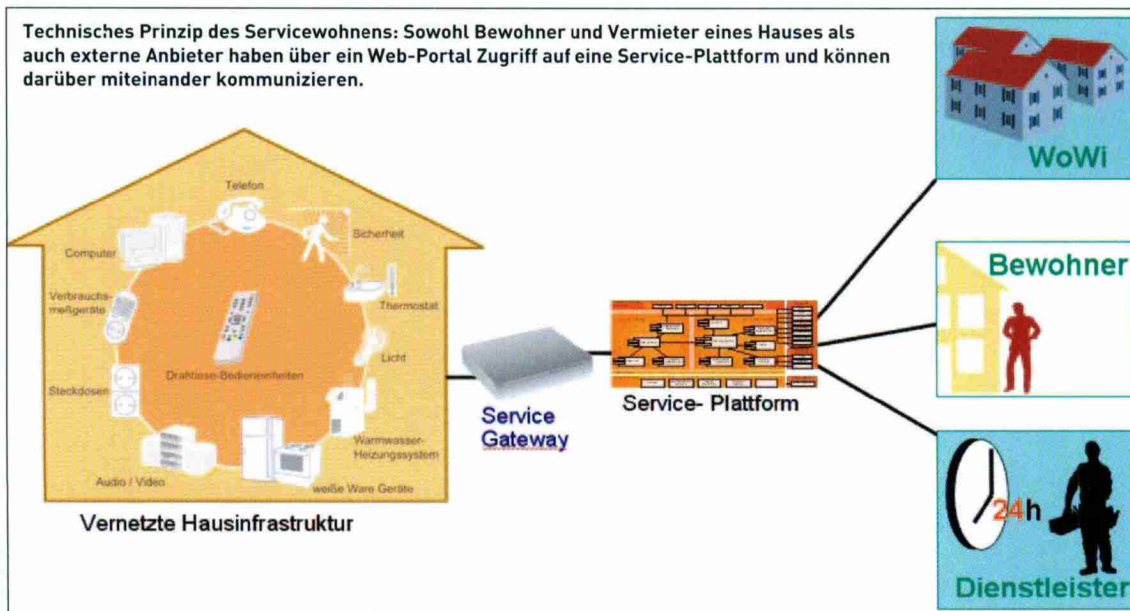 Technisches Prinzip des Servicewohnens: Sowohl Bewohner und Vermieter eines Hauses als
auch externe Anbieter haben über ein Web-Portal Zugriff auf eine Service-Plattform und können
darüber miteinander kommunizieren.
WoWi
Telefon
Sicherheit
Computer
Thermostat
Verbrauchs-
meßgeräte
Licht
Drahtlose-Bedieneinheiten
Steckdosen
Warmwasser-
Heizungssystem
Audio / Video
weiße Ware Geräte
Vernetzte Hausinfrastruktur
Service
Gateway
Service- Plattform
Bewohner
24h
Dienstleister